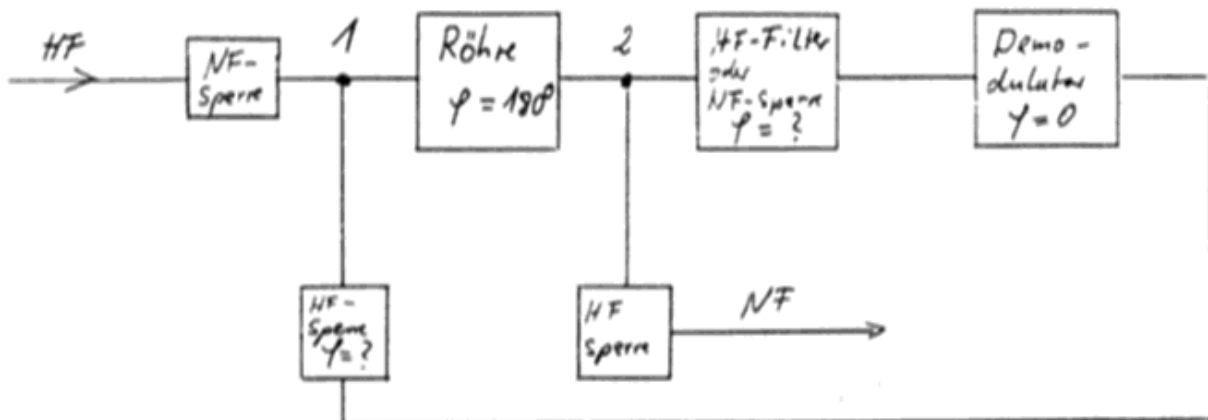 HF
NF-
Sperre
1
Röhre
φ = 180°
2
HF-Filter
oder
NF-Sperre
φ = ?
Demo-
dulator
φ = 0
HF-
Sperre
φ = ?
HF
Sperre
NF